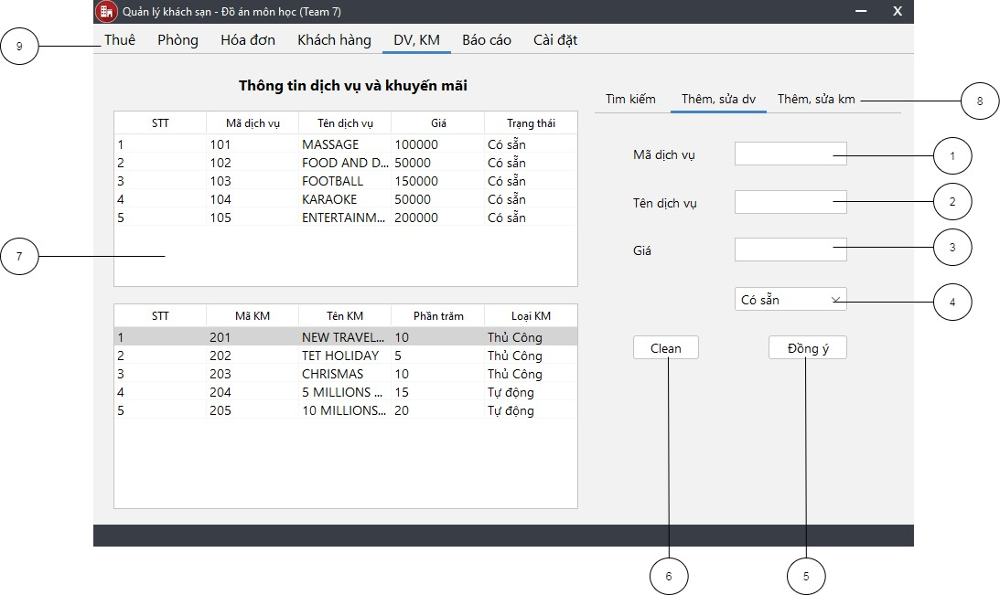 Quản lý khách sạn - Đồ án môn học (Team 7)
X
Thuê Phòng Hóa đơn Khách hàng DV, KM Báo cáo Cài đặt
9
Thông tin dịch vụ và khuyến mãi
Tìm kiếm Thêm, sửa dv Thêm, sửa km
8
STT Mã dịch vụ Tên dịch vụ Giá Trạng thái
1 101 MASSAGE 100000 Có sẵn
2 102 FOOD AND D... 50000 Có sẵn
3 103 FOOTBALL 150000 Có sẵn
4 104 KARAOKE 50000 Có sẵn
5 105 ENTERTAINM... 200000 Có sẵn
7
Mã dịch vụ
1
Tên dịch vụ
2
Giá
3
Có sẵn
4
Clean Đồng ý
STT Mã KM Tên KM Phần trăm Loại KM
1 201 NEW TRAVEL... 10 Thủ Công
2 202 TET HOLIDAY 5 Thủ Công
3 203 CHRISMAS 10 Thủ Công
4 204 5 MILLIONS ... 15 Tự động
5 205 10 MILLIONS... 20 Tự động
6 5